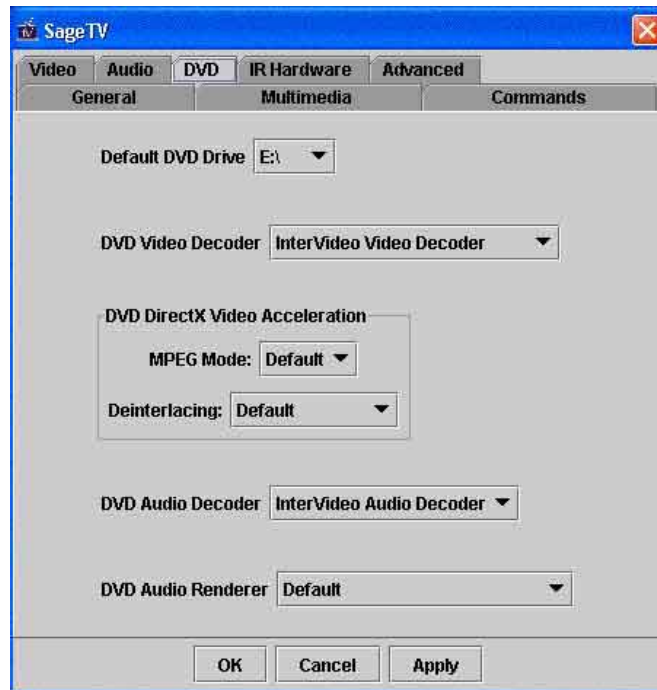 SageTV
Video Audio DVD IR Hardware Advanced
General Multimedia Commands
Default DVD Drive E:\
DVD Video Decoder InterVideo Video Decoder
DVD DirectX Video Acceleration
MPEG Mode: Default
Deinterlacing: Default
DVD Audio Decoder InterVideo Audio Decoder
DVD Audio Renderer Default
OK Cancel Apply